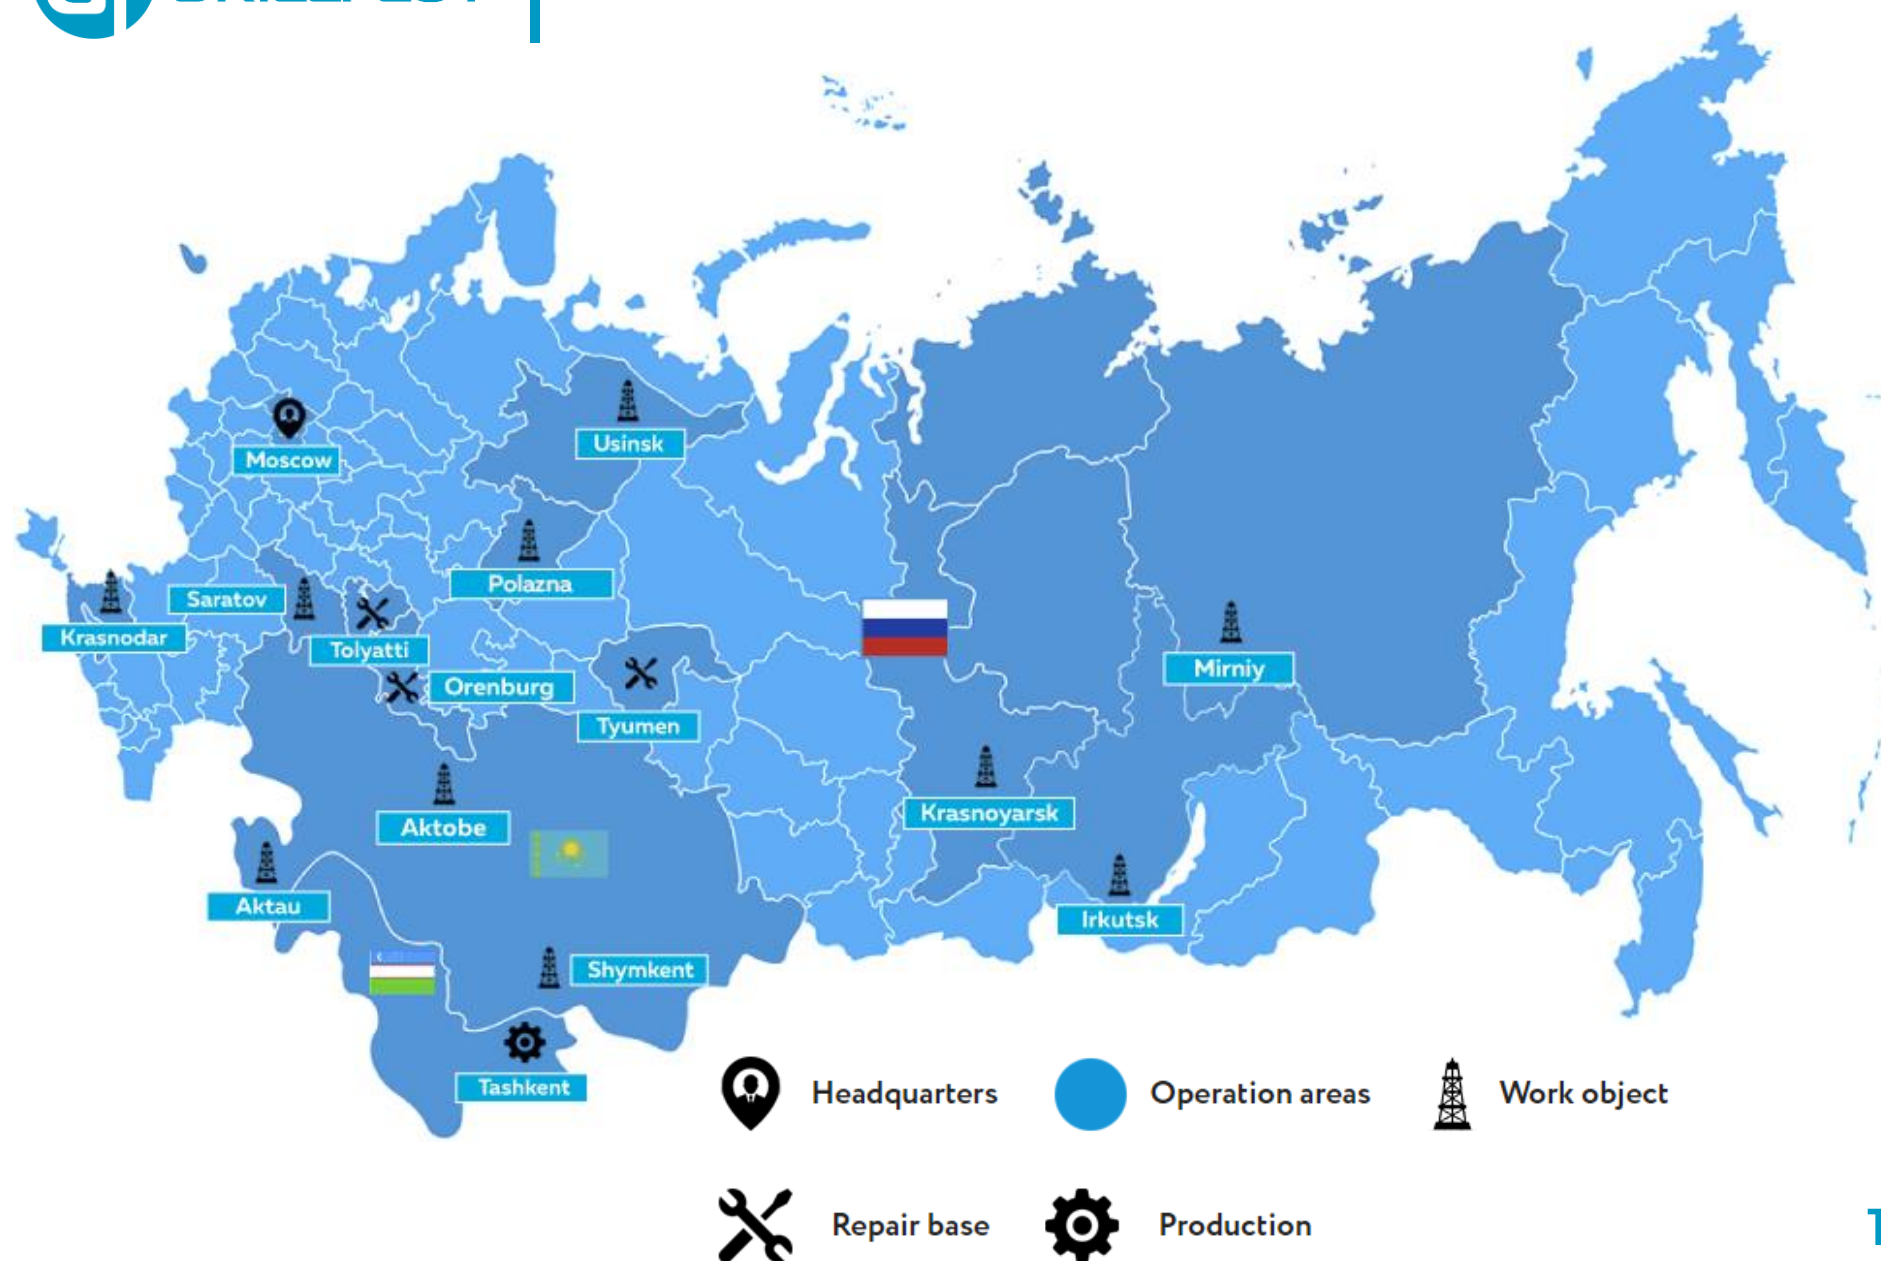 Moscow
Usinsk
Polazna
Saratov
Krasnodar
Tolyatti
Orenburg
Mirniy
Tyumen
Krasnoyarsk
Aktobe
Aktau
Irkutsk
Shymkent
Tashkent
Headquarters
Operation areas
Work object
Repair base
Production